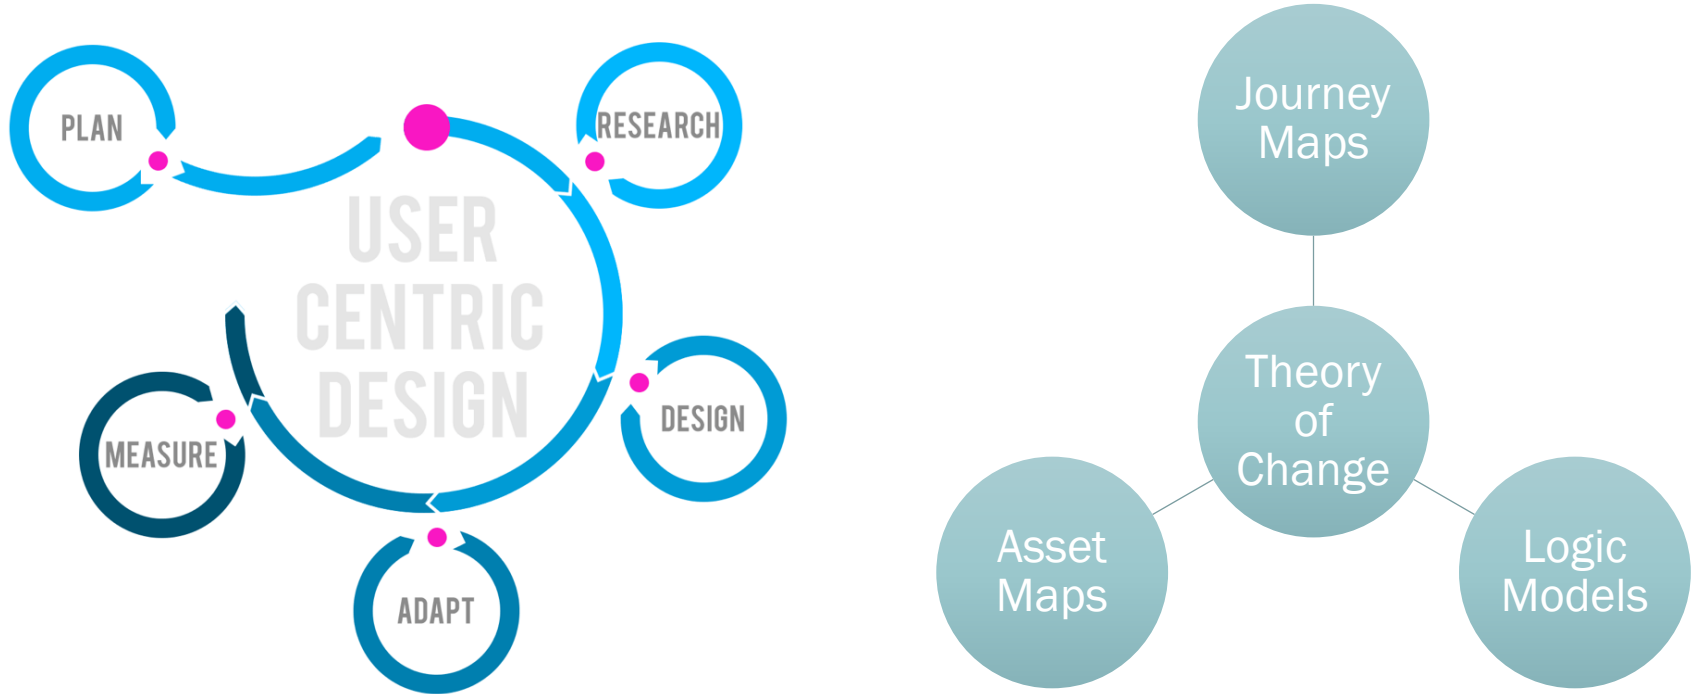 PLAN
RESEARCH
USER
CENTRIC
DESIGN
DESIGN
MEASURE
ADAPT
Journey
Maps
Theory
of
Change
Asset
Maps
Logic
Models